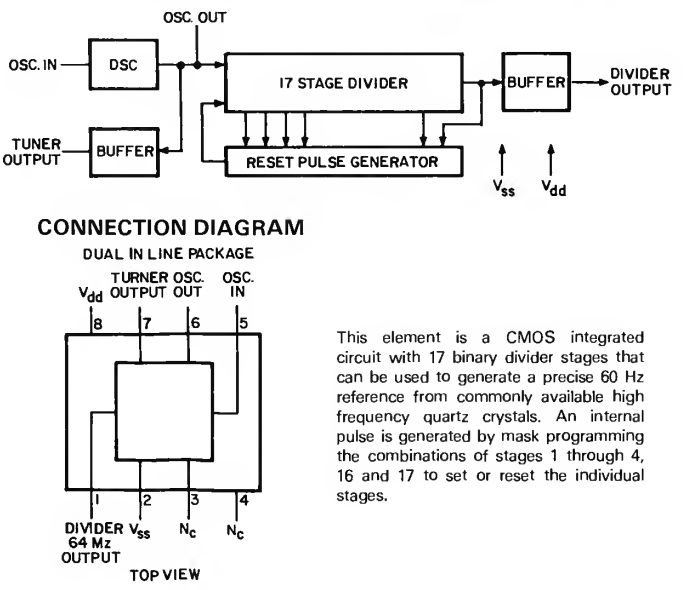 OSC. OUT
OSC. IN
DSC
17 STAGE DIVIDER
BUFFER
DIVIDER
OUTPUT
TUNER
OUTPUT
BUFFER
RESET PULSE GENERATOR
Vss
Vdd
CONNECTION DIAGRAM
DUAL IN LINE PACKAGE
Vdd
TURNER
OUTPUT
OSC.
OUT
OSC.
IN
8
7
6
5
1
2
3
4
DIVIDER
64 Mz
OUTPUT
Vss
Nc
Nc
TOP VIEW
This element is a CMOS integrated
circuit with 17 binary divider stages that
can be used to generate a precise 60 Hz
reference from commonly available high
frequency quartz crystals. An internal
pulse is generated by mask programming
the combinations of stages 1 through 4,
16 and 17 to set or reset the individual
stages.